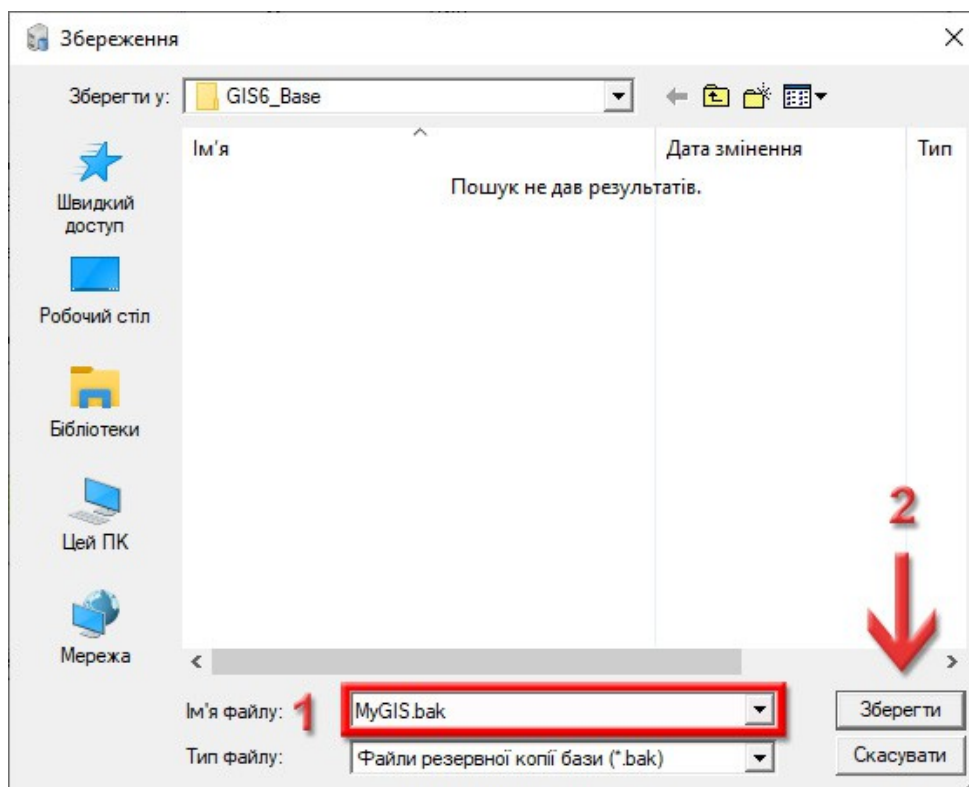 Збереження
Зберегти у: GIS6_Base
Ім'я Дата змінення Тип
Пошук не дав результатів.
Швидкий
доступ
Робочий стіл
Бібліотеки
Цей ПК
Мережа
2
Ім'я файлу: 1 MyGIS.bak Зберегти
Тип файлу: Файли резервної копії бази (*.bak) Скасувати